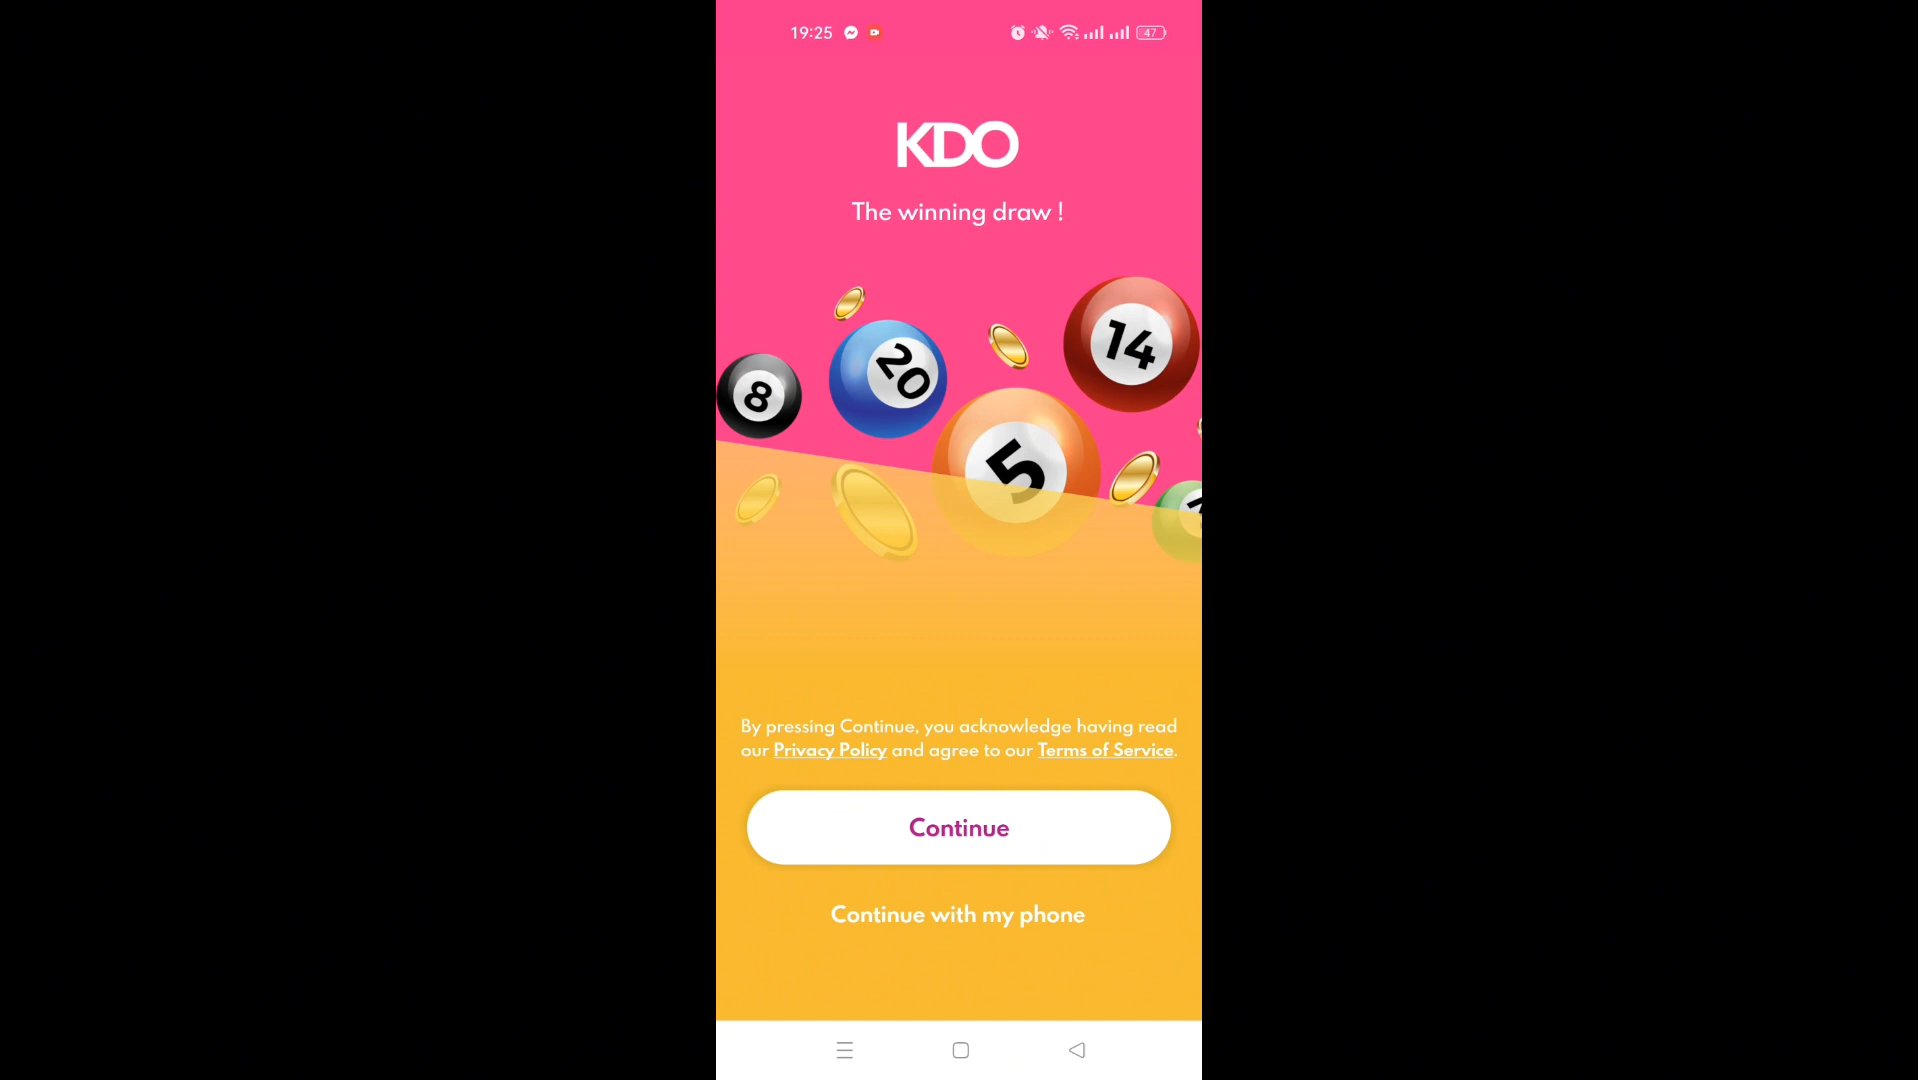 19:25
47
KDO
The winning draw !
14
20
8
5
By pressing Continue, you acknowledge having read
our Privacy Policy and agree to our Terms of Service.
Continue
Continue with my phone